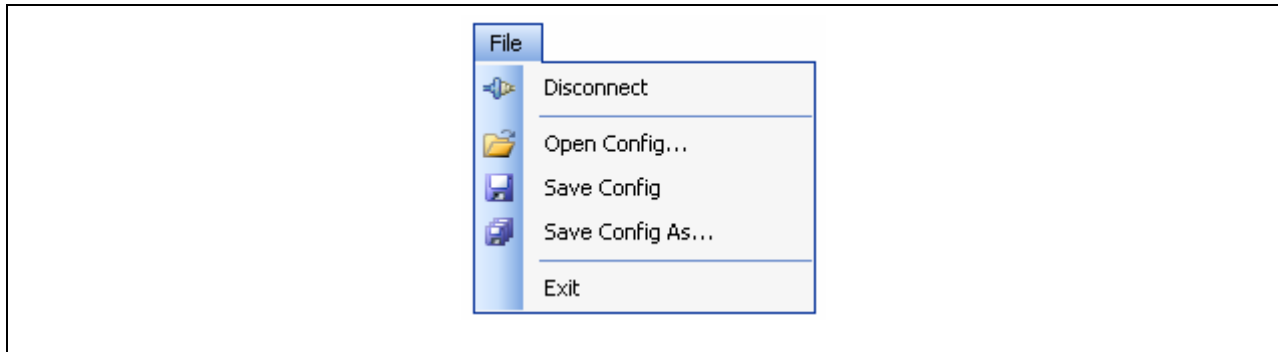 File
Disconnect
Open Config...
Save Config
Save Config As...
Exit